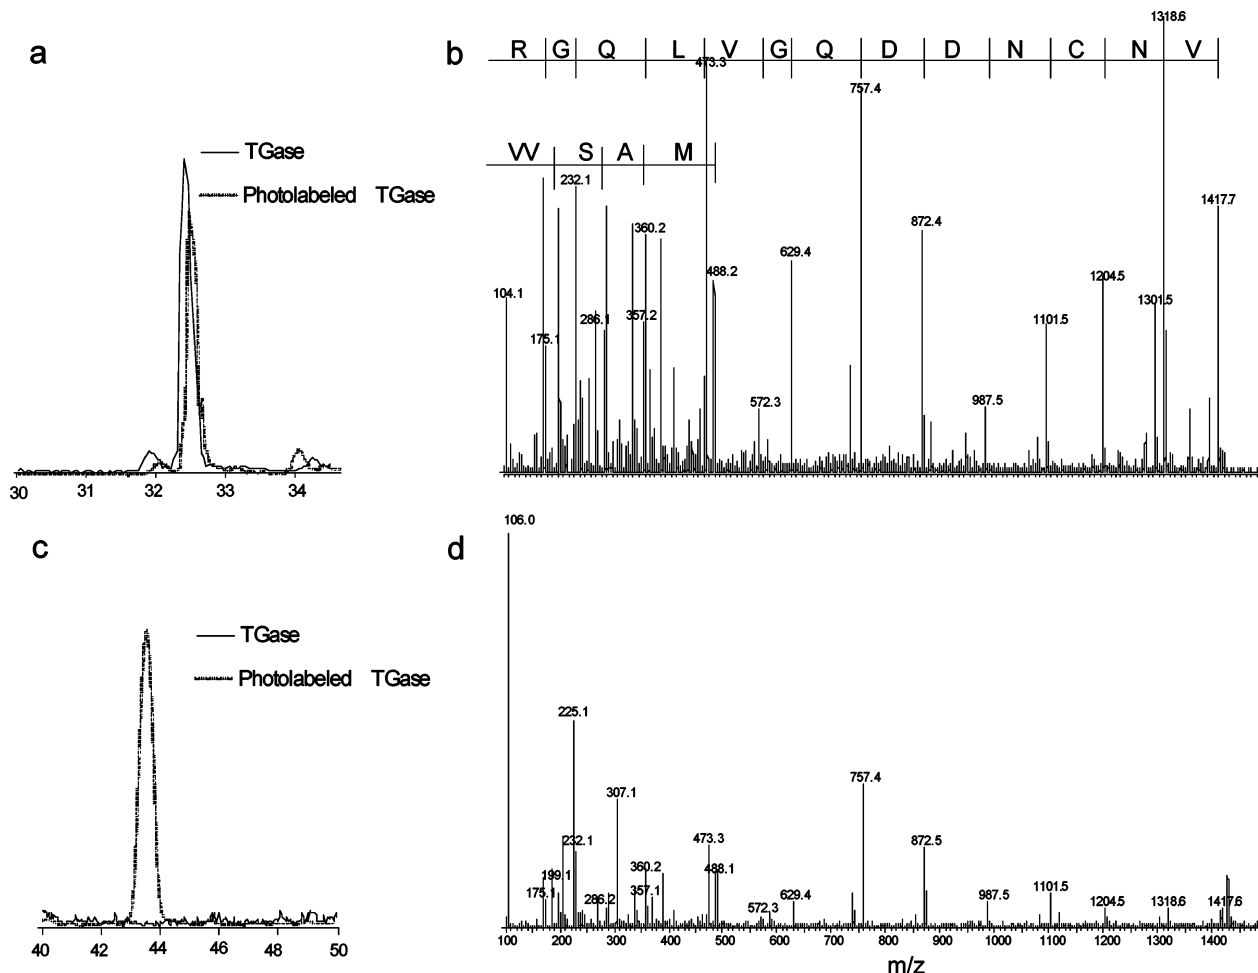 a
TGase
Photolabeled TGase
30 31 32 33 34
b
1318.6
R G Q L V G Q D D N C N V
473.3
757.4
W S A M
232.1
1417.7
360.2
872.4
629.4
488.2
104.1
286.1
357.2
1204.5
1301.5
175.1
1101.5
572.3
987.5
c
TGase
Photolabeled TGase
40 42 44 46 48 50
d
106.0
225.1
307.1
757.4
232.1
473.3
872.5
199.1
360.2
488.1
175.1
286.2
357.1
572.3
629.4
987.5
1101.5
1204.5
1318.6
1417.6
100 200 300 400 500 600 700 800 900 1000 1100 1200 1300 1400
m/z